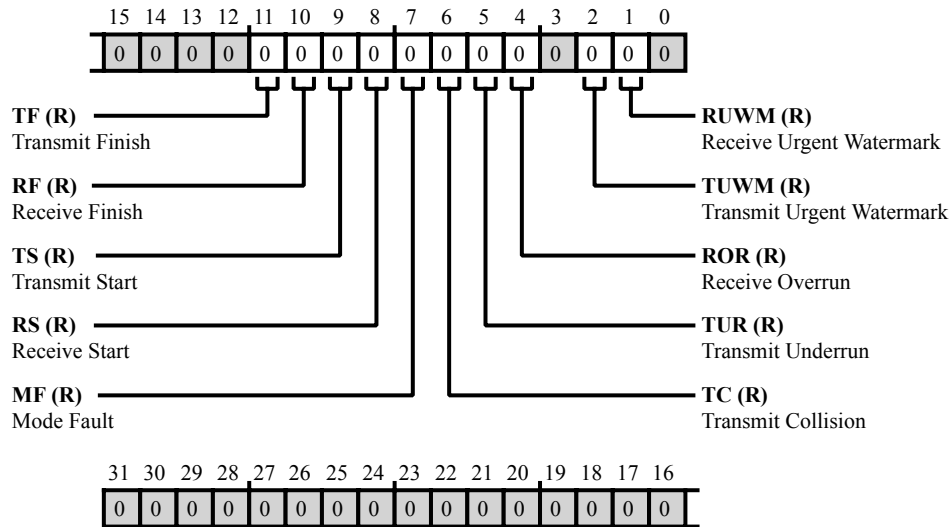 15 14 13 12 11 10 9 8 7 6 5 4 3 2 1 0
0 0 0 0 0 0 0 0 0 0 0 0 0 0 0 0
TF (R)
Transmit Finish
RF (R)
Receive Finish
TS (R)
Transmit Start
RS (R)
Receive Start
MF (R)
Mode Fault
RUWM (R)
Receive Urgent Watermark
TUWM (R)
Transmit Urgent Watermark
ROR (R)
Receive Overrun
TUR (R)
Transmit Underrun
TC (R)
Transmit Collision
31 30 29 28 27 26 25 24 23 22 21 20 19 18 17 16
0 0 0 0 0 0 0 0 0 0 0 0 0 0 0 0